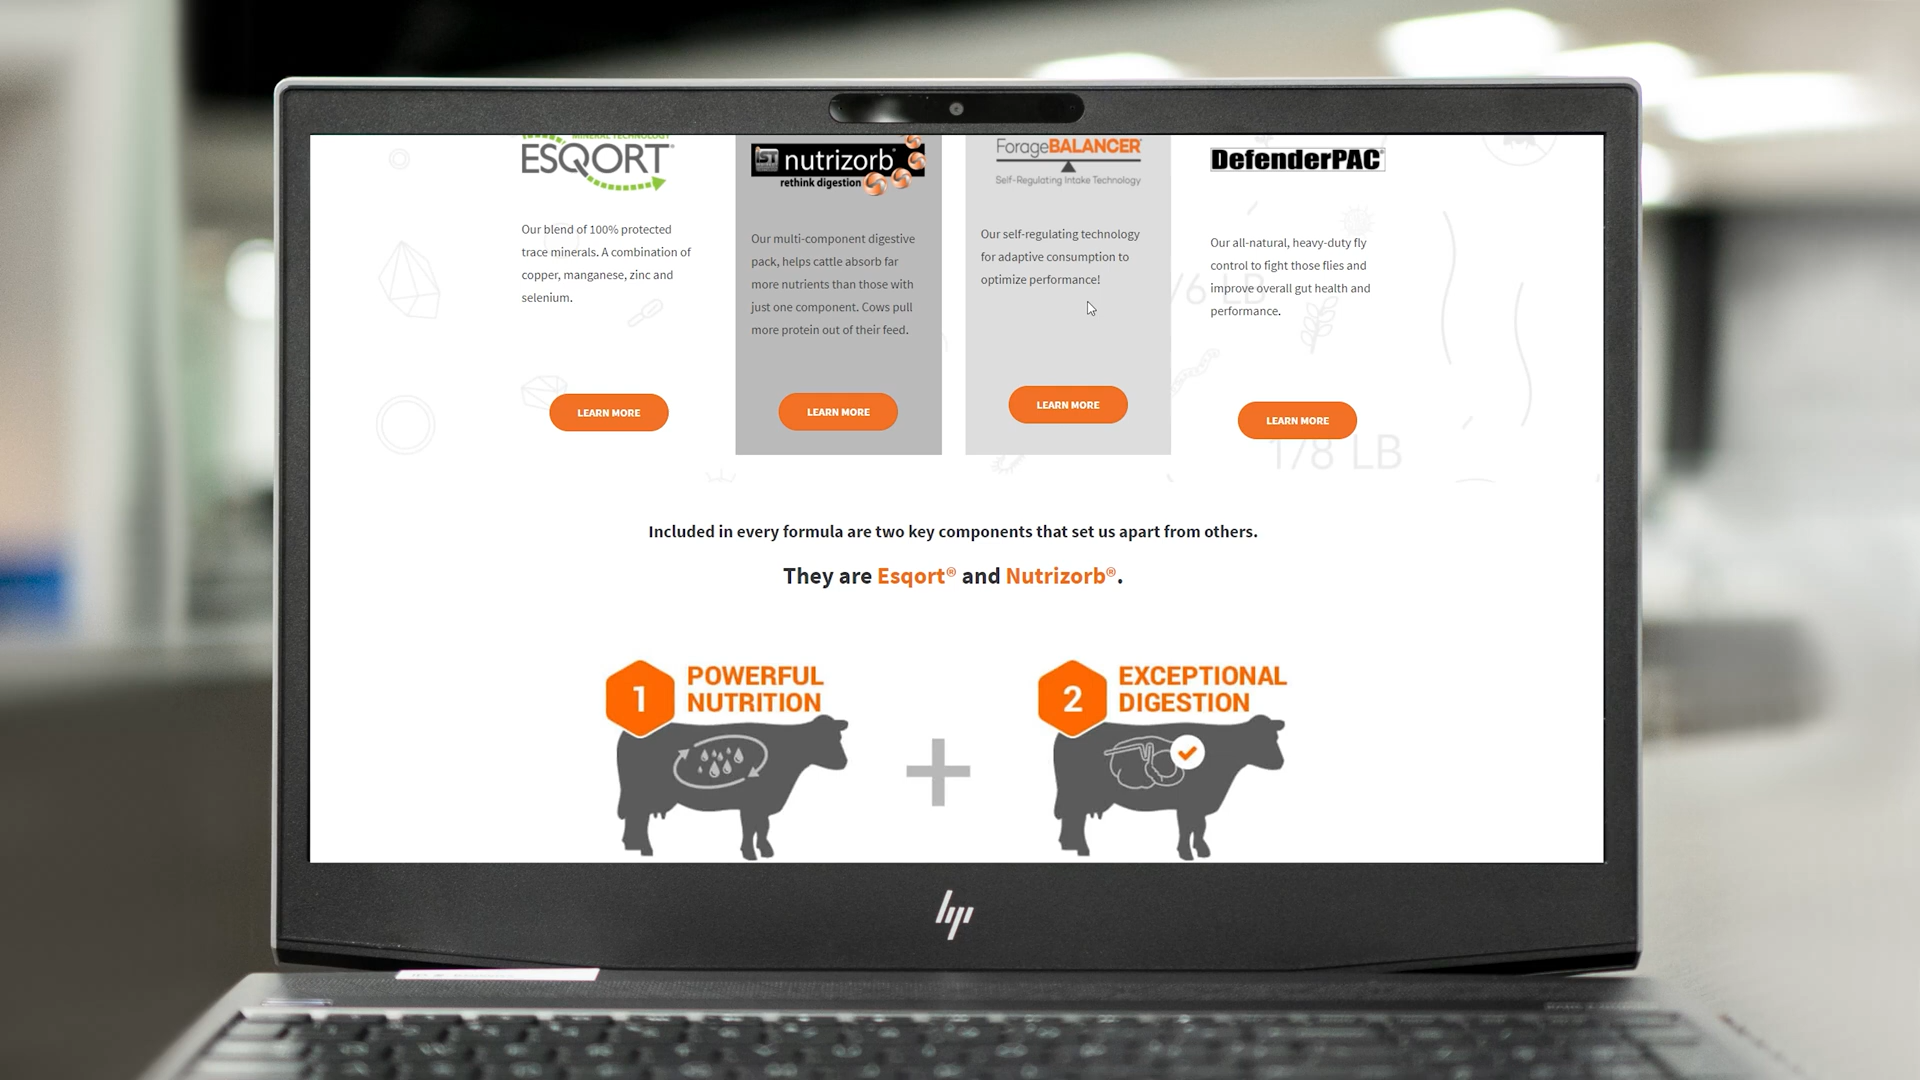 MINERAL TECHNOLOGY
ESQORT®
Our blend of 100% protected
trace minerals. A combination of
copper, manganese, zinc and
selenium.
LEARN MORE
IST nutrizorb®
rethink digestion
Our multi-component digestive
pack, helps cattle absorb far
more nutrients than those with
just one component. Cows pull
more protein out of their feed.
LEARN MORE
ForageBALANCER
Self-Regulating Intake Technology
Our self-regulating technology
for adaptive consumption to
optimize performance!
LEARN MORE
DefenderPAC
Our all-natural, heavy-duty fly
control to fight those flies and
improve overall gut health and
performance.
LEARN MORE
/6 LB
1/8 LB
Included in every formula are two key components that set us apart from others.
They are Esqort® and Nutrizorb®.
1 POWERFUL
NUTRITION
2 EXCEPTIONAL
DIGESTION
hp